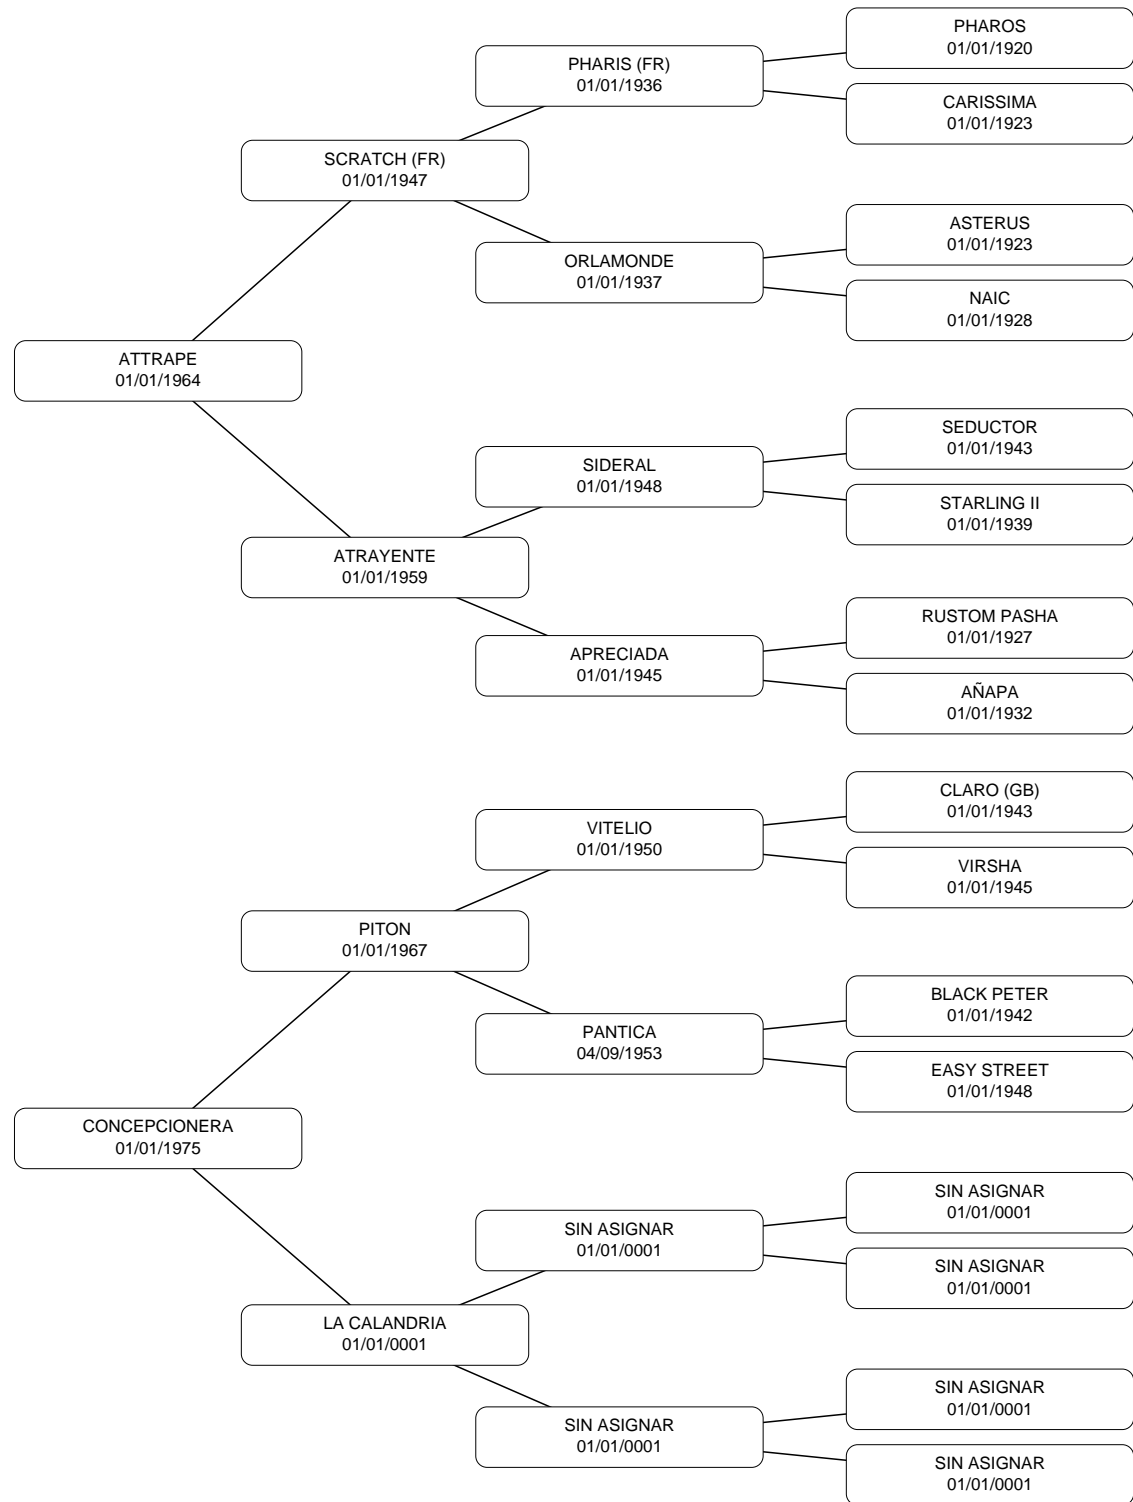 PHAROS
01/01/1920
PHARIS (FR)
01/01/1936
CARISSIMA
01/01/1923
SCRATCH (FR)
01/01/1947
ASTERUS
01/01/1923
ORLAMONDE
01/01/1937
NAIC
01/01/1928
ATTRAPE
01/01/1964
SEDUCTOR
01/01/1943
SIDERAL
01/01/1948
STARLING II
01/01/1939
ATRAYENTE
01/01/1959
RUSTOM PASHA
01/01/1927
APRECIADA
01/01/1945
AÑAPA
01/01/1932
CLARO (GB)
01/01/1943
VITELIO
01/01/1950
VIRSHA
01/01/1945
PITON
01/01/1967
BLACK PETER
01/01/1942
PANTICA
04/09/1953
EASY STREET
01/01/1948
CONCEPCIONERA
01/01/1975
SIN ASIGNAR
01/01/0001
SIN ASIGNAR
01/01/0001
SIN ASIGNAR
01/01/0001
LA CALANDRIA
01/01/0001
SIN ASIGNAR
01/01/0001
SIN ASIGNAR
01/01/0001
SIN ASIGNAR
01/01/0001